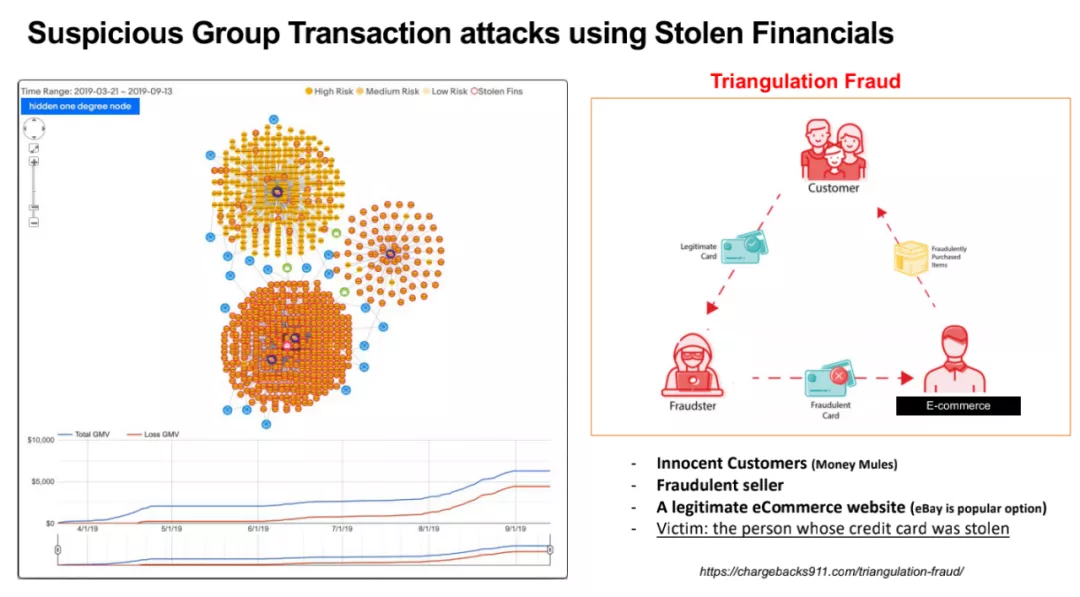 Suspicious Group Transaction attacks using Stolen Financials
Time Range: 2019-03-21 ~ 2019-09-13
High Risk Medium Risk Low Risk Stolen Fins
hidden one degree node
Total GMV Loss GMV
$10,000
$5,000
$0
4/1/19 5/1/19 6/1/19 7/1/19 8/1/19 9/1/19
Triangulation Fraud
Customer
Legitimate
Card
Fraudulently
Purchased
Items
Fraudster
Fraudulent
Card
E-commerce
- Innocent Customers (Money Mules)
- Fraudulent seller
- A legitimate eCommerce website (eBay is popular option)
- Victim: the person whose credit card was stolen
https://chargebacks911.com/triangulation-fraud/